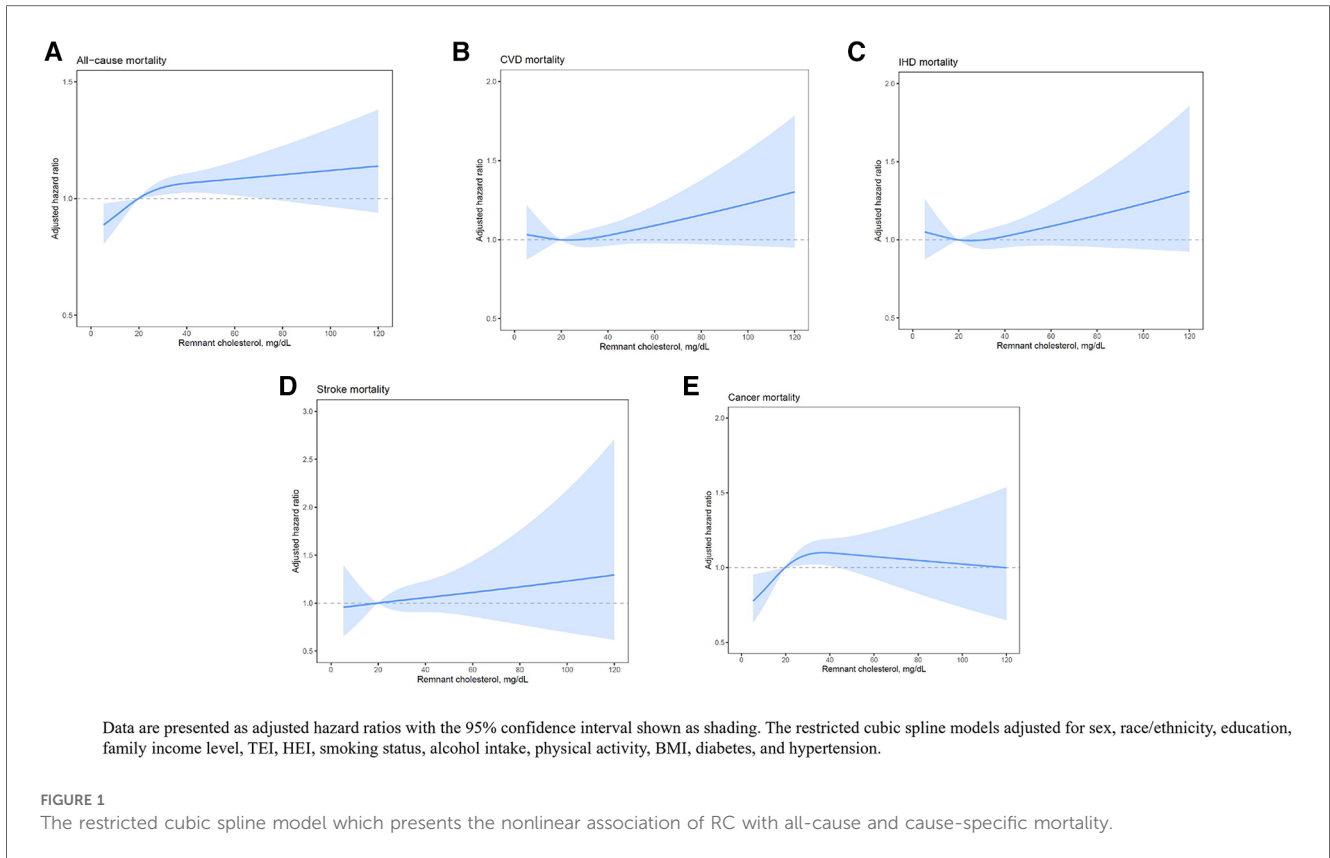 A
All-cause mortality
1.5
1.0
0.5
Adjusted hazard ratio
0 20 40 60 80 100 120
Remnant cholesterol, mg/dL
B
CVD mortality
2.0
1.5
1.0
0.5
Adjusted hazard ratio
0 20 40 60 80 100 120
Remnant cholesterol, mg/dL
C
IHD mortality
2.0
1.5
1.0
0.5
Adjusted hazard ratio
0 20 40 60 80 100 120
Remnant cholesterol, mg/dL
D
Stroke mortality
3.0
2.5
2.0
1.5
1.0
0.5
Adjusted hazard ratio
0 20 40 60 80 100 120
Remnant cholesterol, mg/dL
E
Cancer mortality
2.0
1.5
1.0
0.5
Adjusted hazard ratio
0 20 40 60 80 100 120
Remnant cholesterol, mg/dL
Data are presented as adjusted hazard ratios with the 95% confidence interval shown as shading. The restricted cubic spline models adjusted for sex, race/ethnicity, education,
family income level, TEI, HEI, smoking status, alcohol intake, physical activity, BMI, diabetes, and hypertension.
FIGURE 1
The restricted cubic spline model which presents the nonlinear association of RC with all-cause and cause-specific mortality.